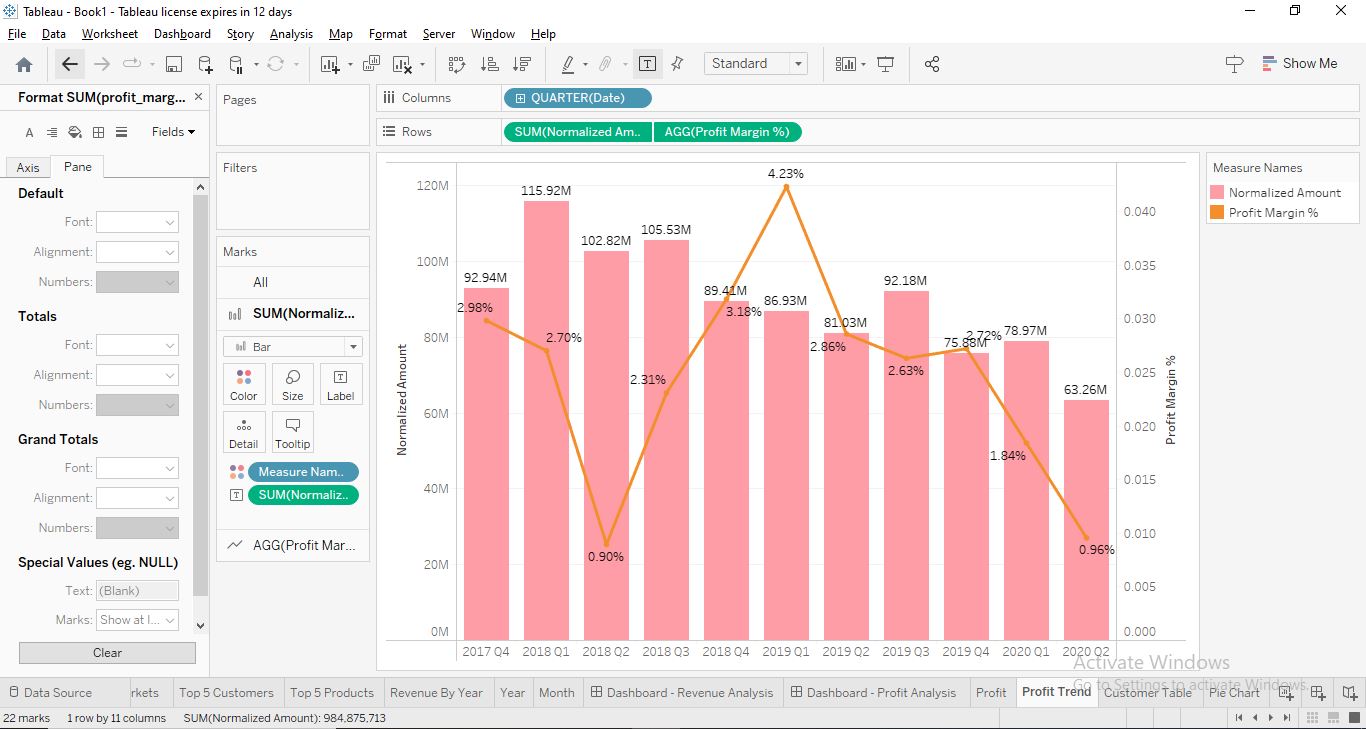 Tableau - Book1 - Tableau license expires in 12 days
File Data Worksheet Dashboard Story Analysis Map Format Server Window Help
Standard
Show Me
Format SUM(profit_marg...
Fields
Axis Pane
Default
Font:
Alignment:
Numbers:
Totals
Font:
Alignment:
Numbers:
Grand Totals
Font:
Alignment:
Numbers:
Special Values (eg. NULL)
Text: (Blank)
Marks: Show at I...
Clear
Pages
Filters
Marks
All
SUM(Normaliz...
Bar
Color Size Label
Detail Tooltip
Measure Nam..
SUM(Normaliz..
AGG(Profit Mar...
Columns QUARTER(Date)
Rows SUM(Normalized Am.. AGG(Profit Margin %)
Normalized Amount
120M
100M
80M
60M
40M
20M
0M
92.94M
115.92M
102.82M
105.53M
89.41M
86.93M
81.03M
92.18M
75.88M
78.97M
63.26M
2.98%
2.70%
0.90%
2.31%
3.18%
4.23%
2.86%
2.63%
2.72%
1.84%
0.96%
0.040
0.035
0.030
0.025
0.020
0.015
0.010
0.005
0.000
Profit Margin %
2017 Q4 2018 Q1 2018 Q2 2018 Q3 2018 Q4 2019 Q1 2019 Q2 2019 Q3 2019 Q4 2020 Q1 2020 Q2
Measure Names
Normalized Amount
Profit Margin %
Activate Windows
Go to Settings to activate Windows.
Data Source rkets Top 5 Customers Top 5 Products Revenue By Year Year Month Dashboard - Revenue Analysis Dashboard - Profit Analysis Profit Profit Trend Customer Table Pie Chart
22 marks 1 row by 11 columns SUM(Normalized Amount): 984,875,713